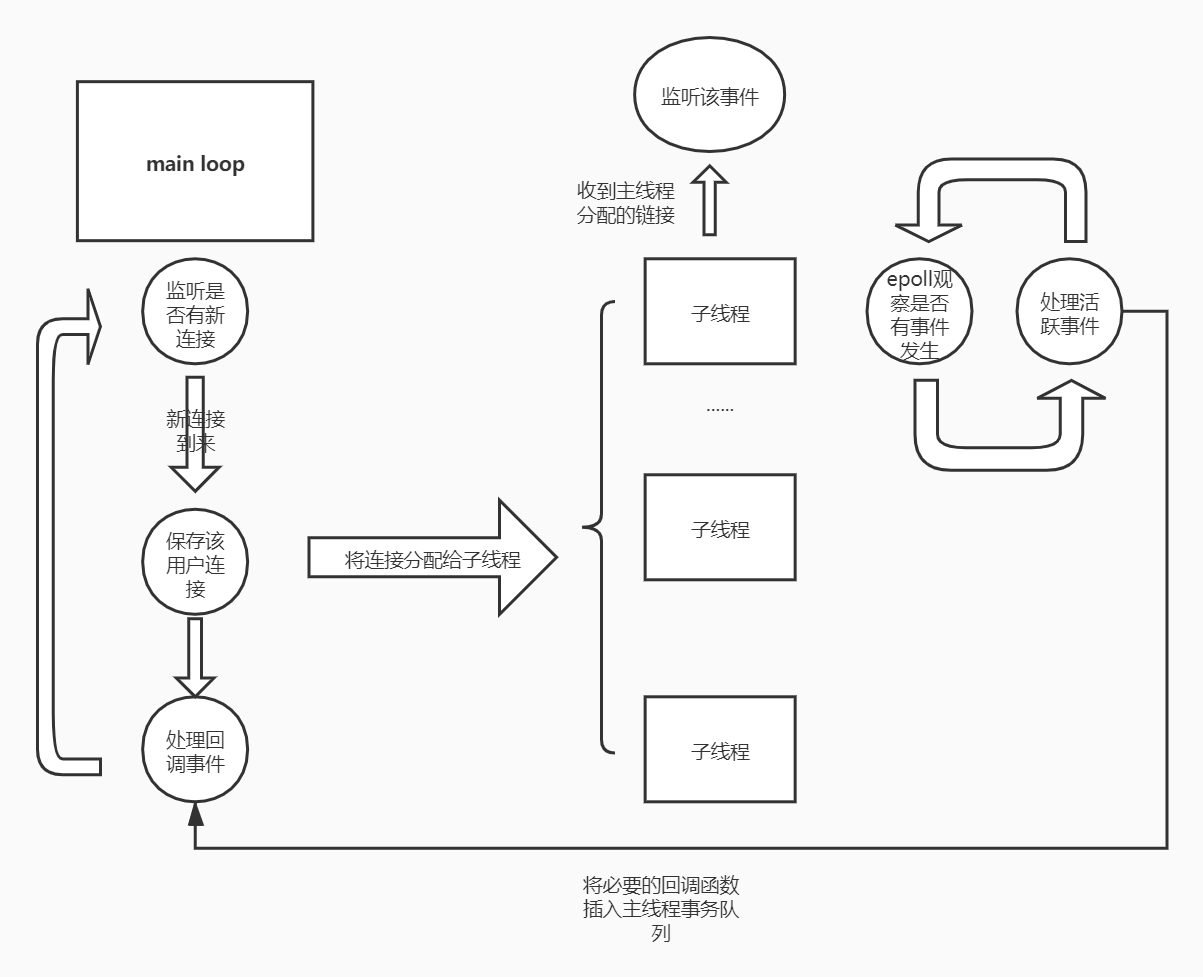 main loop
监听是
否有新
连接
新连接
到来
保存该
用户连
接
处理回
调事件
将连接分配给子线程
监听该事件
收到主线程
分配的链接
子线程
......
子线程
子线程
epoll观
察是否
有事件
发生
处理活
跃事件
将必要的回调函数
插入主线程事务队
列